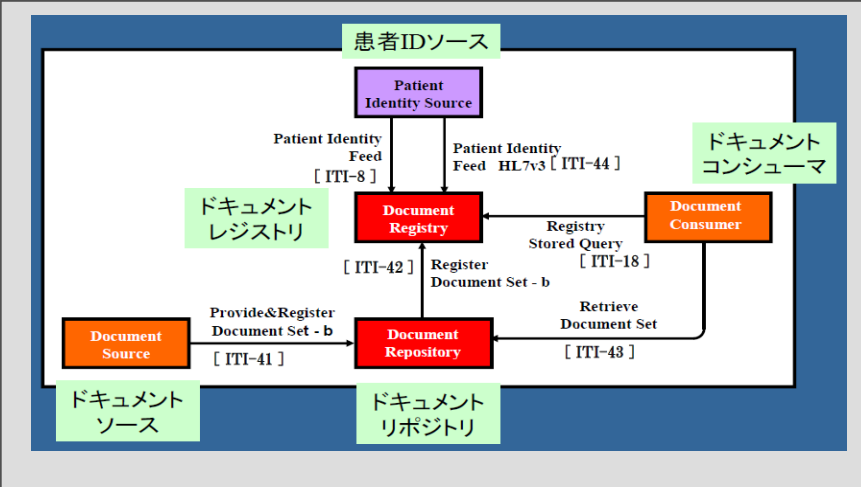 患者IDソース
Patient
Identity Source
Patient Identity
Feed
[ ITI-8 ]
Patient Identity
Feed HL7v3 [ ITI-44 ]
ドキュメント
コンシューマ
ドキュメント
レジストリ
Document
Registry
Document
Consumer
Registry
Stored Query
[ ITI-18 ]
[ ITI-42 ]
Register
Document Set - b
Provide&Register
Document Set - b
[ ITI-41 ]
Retrieve
Document Set
[ ITI-43 ]
Document
Source
Document
Repository
ドキュメント
ソース
ドキュメント
リポジトリ